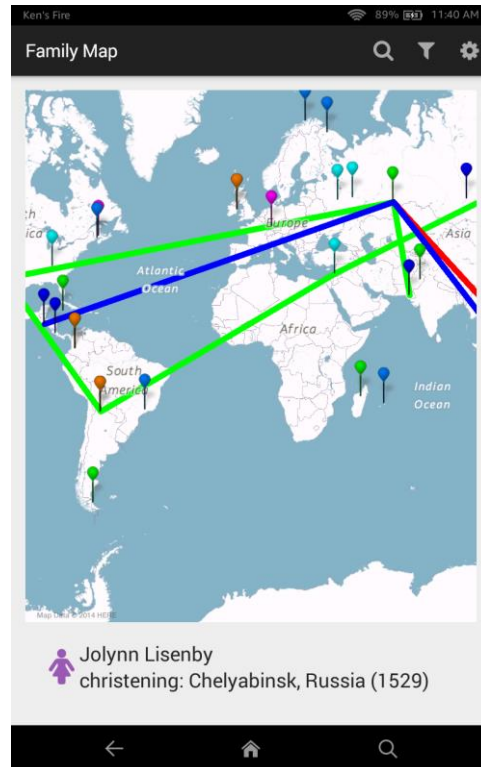 Ken's Fire 89% 11:40 AM
Family Map
Europe
Asia
Atlantic
Ocean
Africa
South
America
Indian
Ocean
Map Data © 2014 HERE
Jolynn Lisenby
christening: Chelyabinsk, Russia (1529)